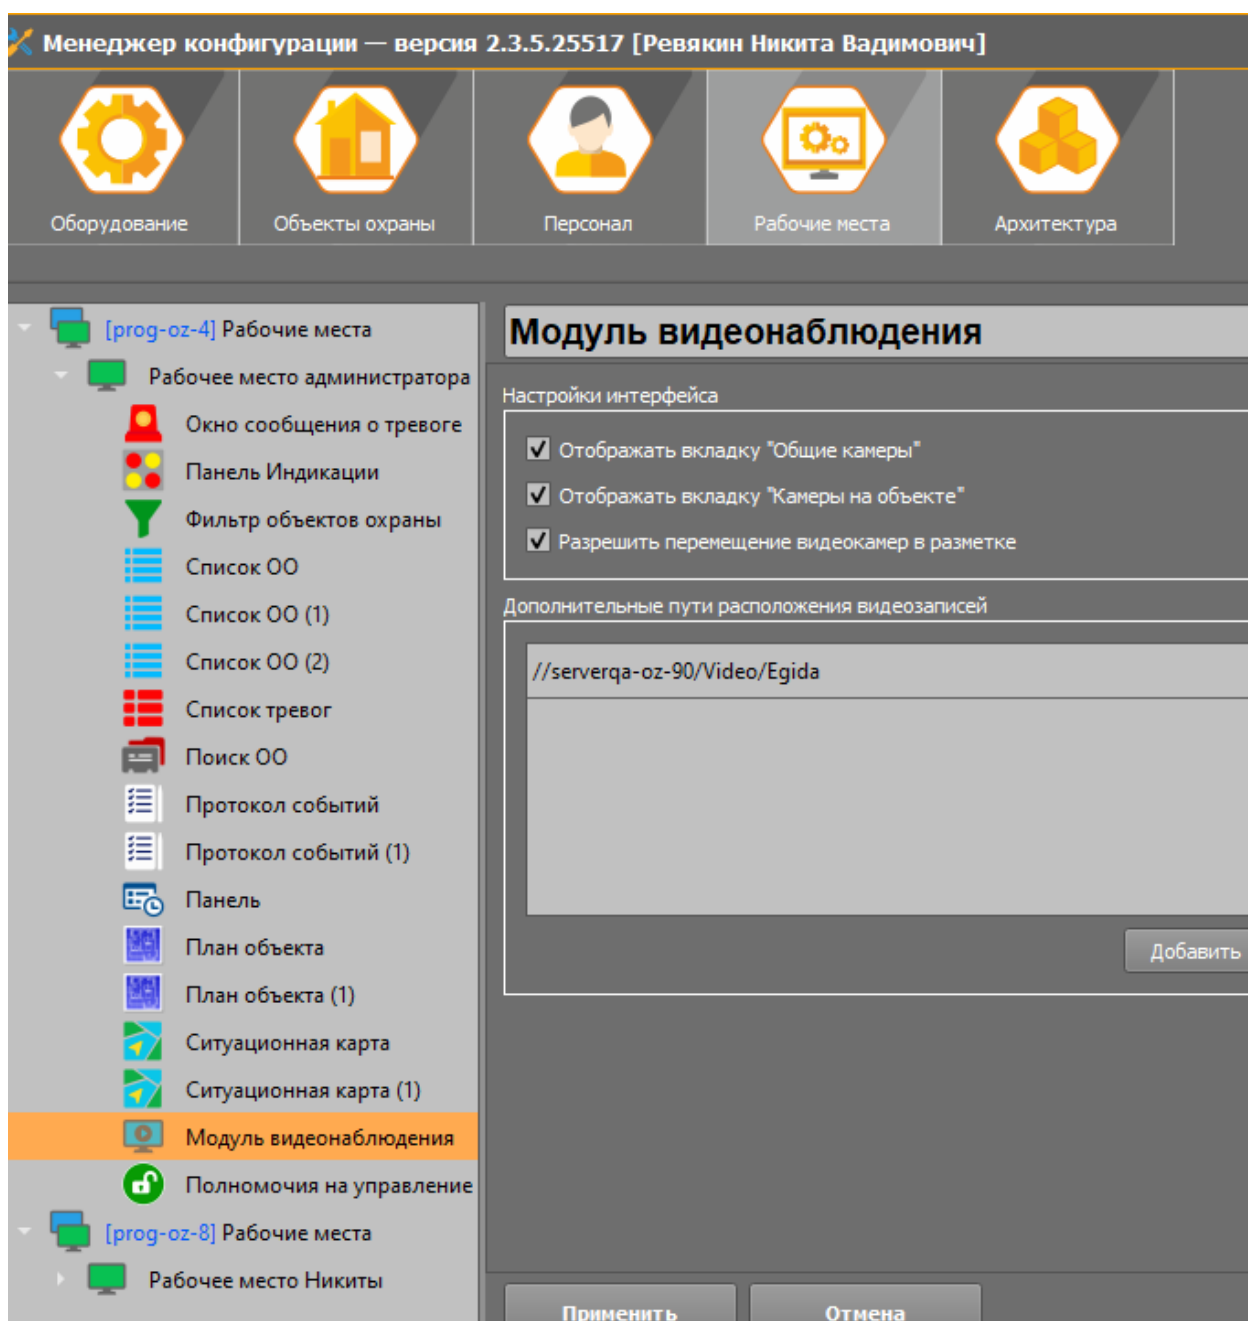 Менеджер конфигурации — версия 2.3.5.25517 [Ревякин Никита Вадимович]
Оборудование
Объекты охраны
Персонал
Рабочие места
Архитектура
[prog-oz-4] Рабочие места
Рабочее место администратора
Окно сообщения о тревоге
Панель Индикации
Фильтр объектов охраны
Список ОО
Список ОО (1)
Список ОО (2)
Список тревог
Поиск ОО
Протокол событий
Протокол событий (1)
Панель
План объекта
План объекта (1)
Ситуационная карта
Ситуационная карта (1)
Модуль видеонаблюдения
Полномочия на управление
[prog-oz-8] Рабочие места
Рабочее место Никиты
Модуль видеонаблюдения
Настройки интерфейса
Отображать вкладку "Общие камеры"
Отображать вкладку "Камеры на объекте"
Разрешить перемещение видеокамер в разметке
Дополнительные пути расположения видеозаписей
//serverqa-oz-90/Video/Egida
Добавить
Применить
Отмена